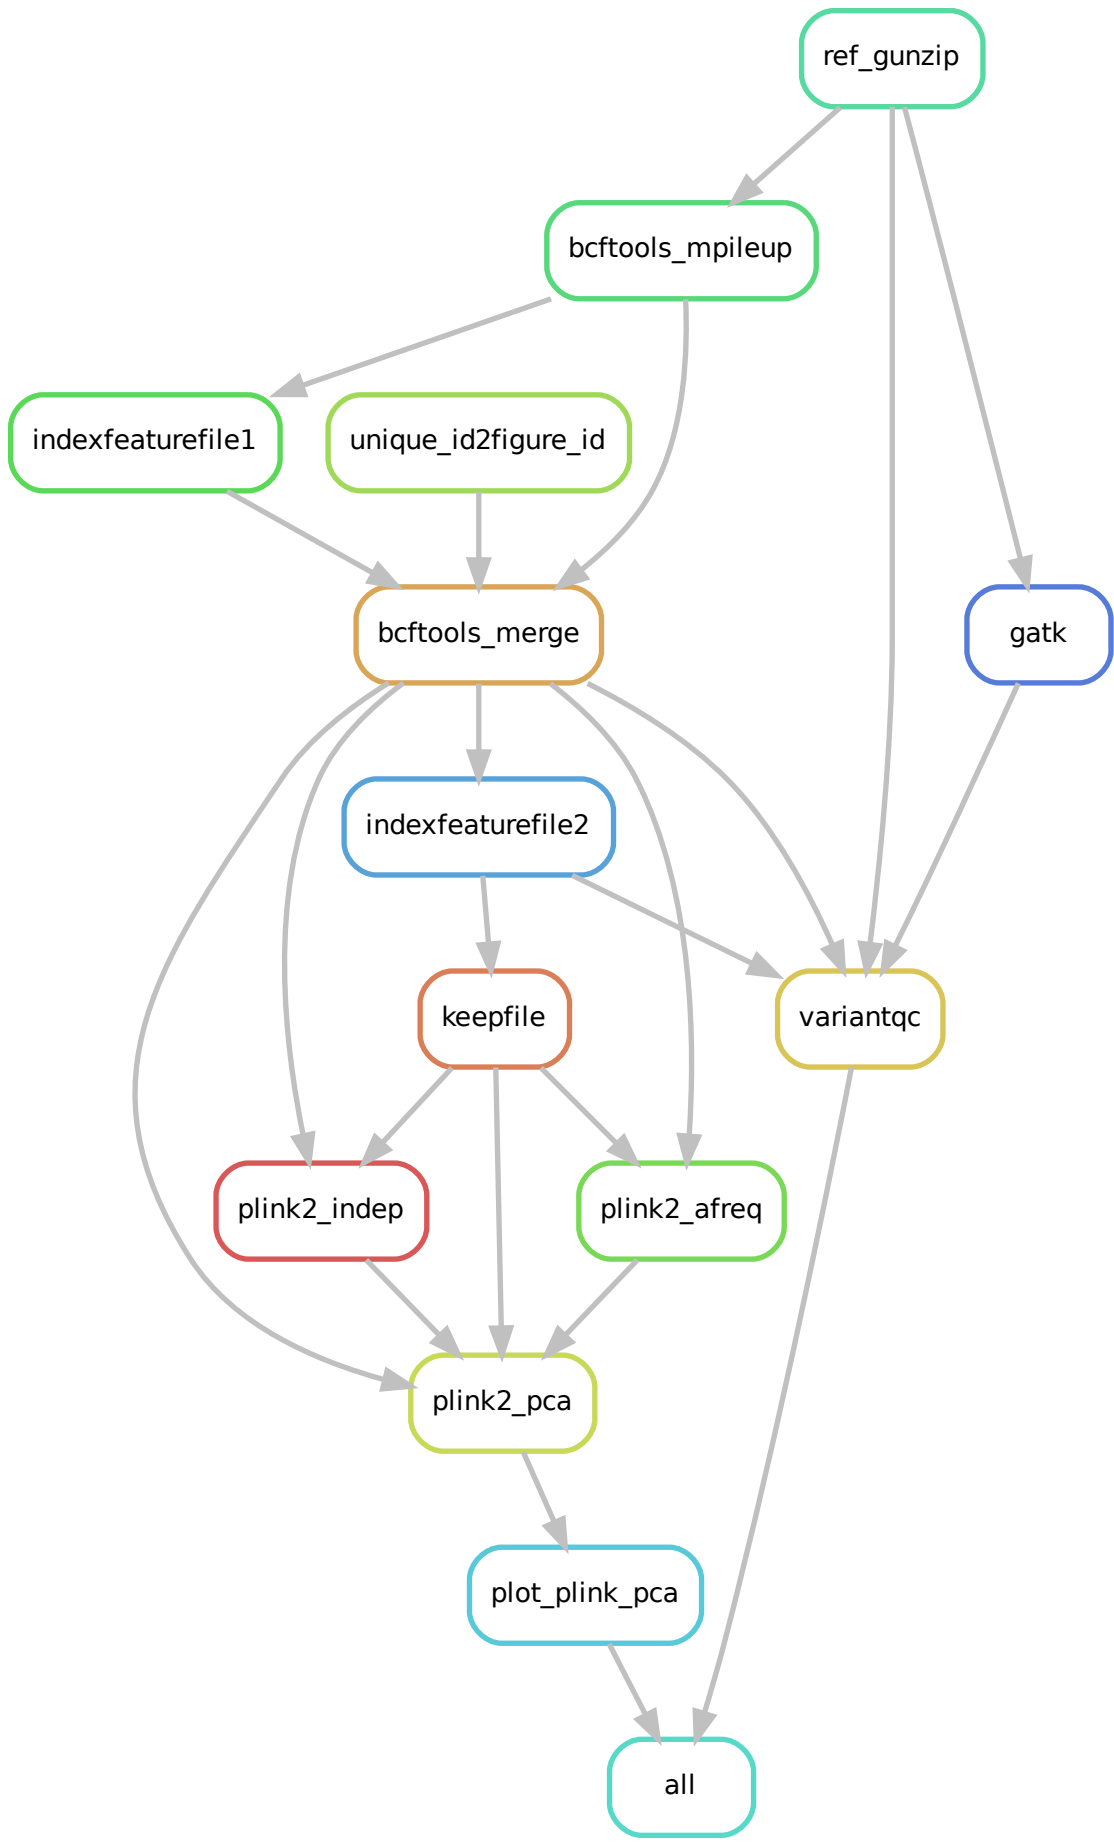 ref_gunzip
bcftools_mpileup
indexfeaturefile1
unique_id2figure_id
bcftools_merge
gatk
indexfeaturefile2
keepfile
variantqc
plink2_indep
plink2_afreq
plink2_pca
plot_plink_pca
all